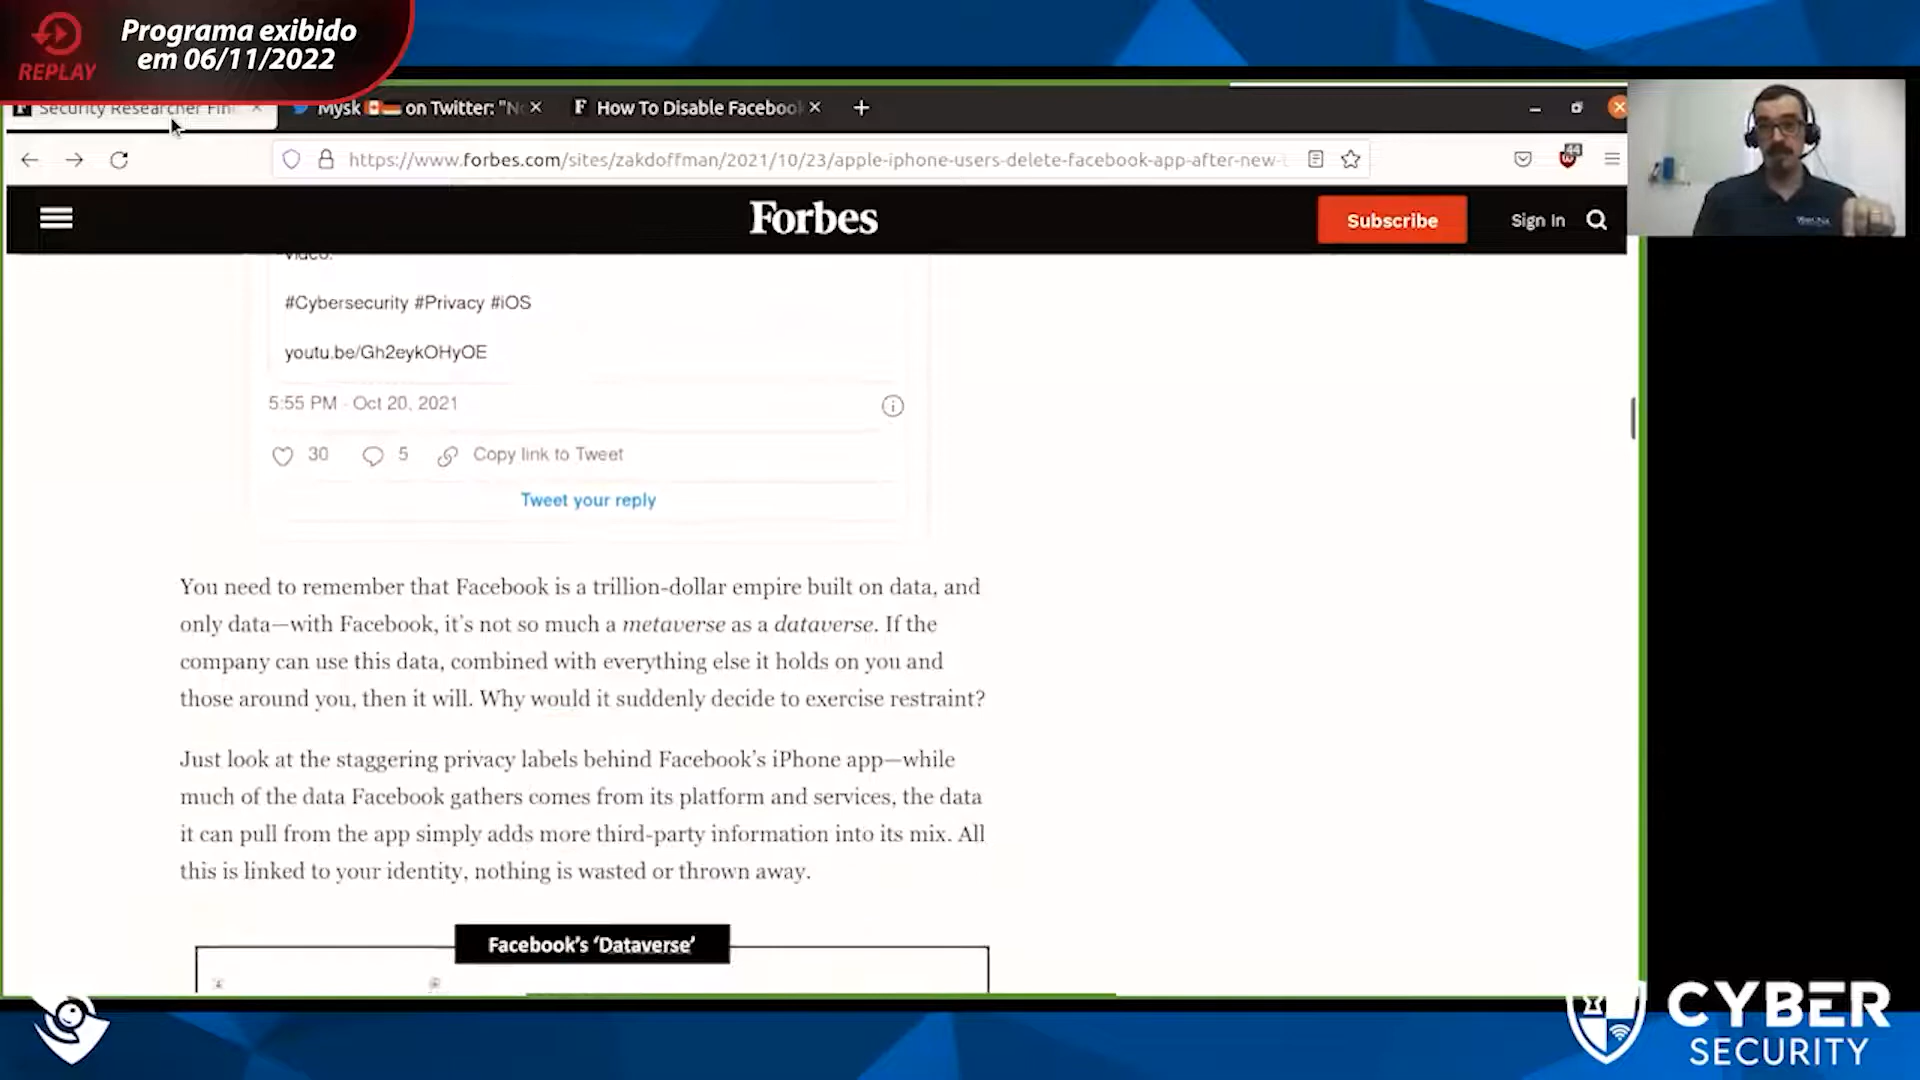 Programa exibido
em 06/11/2022
REPLAY
Security Researcher Fin
Mysk on Twitter: "N
How To Disable Facebook
https://www.forbes.com/sites/zakdoffman/2021/10/23/apple-iphone-users-delete-facebook-app-after-new-
44
Forbes
Subscribe
Sign In
video.
#Cybersecurity #Privacy #iOS
youtu.be/Gh2eykOHyOE
5:55 PM · Oct 20, 2021
30
5
Copy link to Tweet
Tweet your reply
You need to remember that Facebook is a trillion-dollar empire built on data, and
only data—with Facebook, it's not so much a metaverse as a dataverse. If the
company can use this data, combined with everything else it holds on you and
those around you, then it will. Why would it suddenly decide to exercise restraint?
Just look at the staggering privacy labels behind Facebook's iPhone app—while
much of the data Facebook gathers comes from its platform and services, the data
it can pull from the app simply adds more third-party information into its mix. All
this is linked to your identity, nothing is wasted or thrown away.
Facebook's 'Dataverse'
CYBER
SECURITY